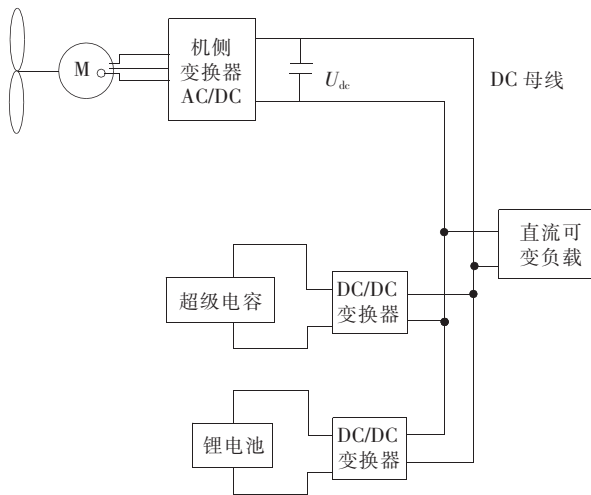 M
机侧
变换器
AC/DC
U_dc
DC 母线
直流可
变负载
超级电容
DC/DC
变换器
锂电池
DC/DC
变换器